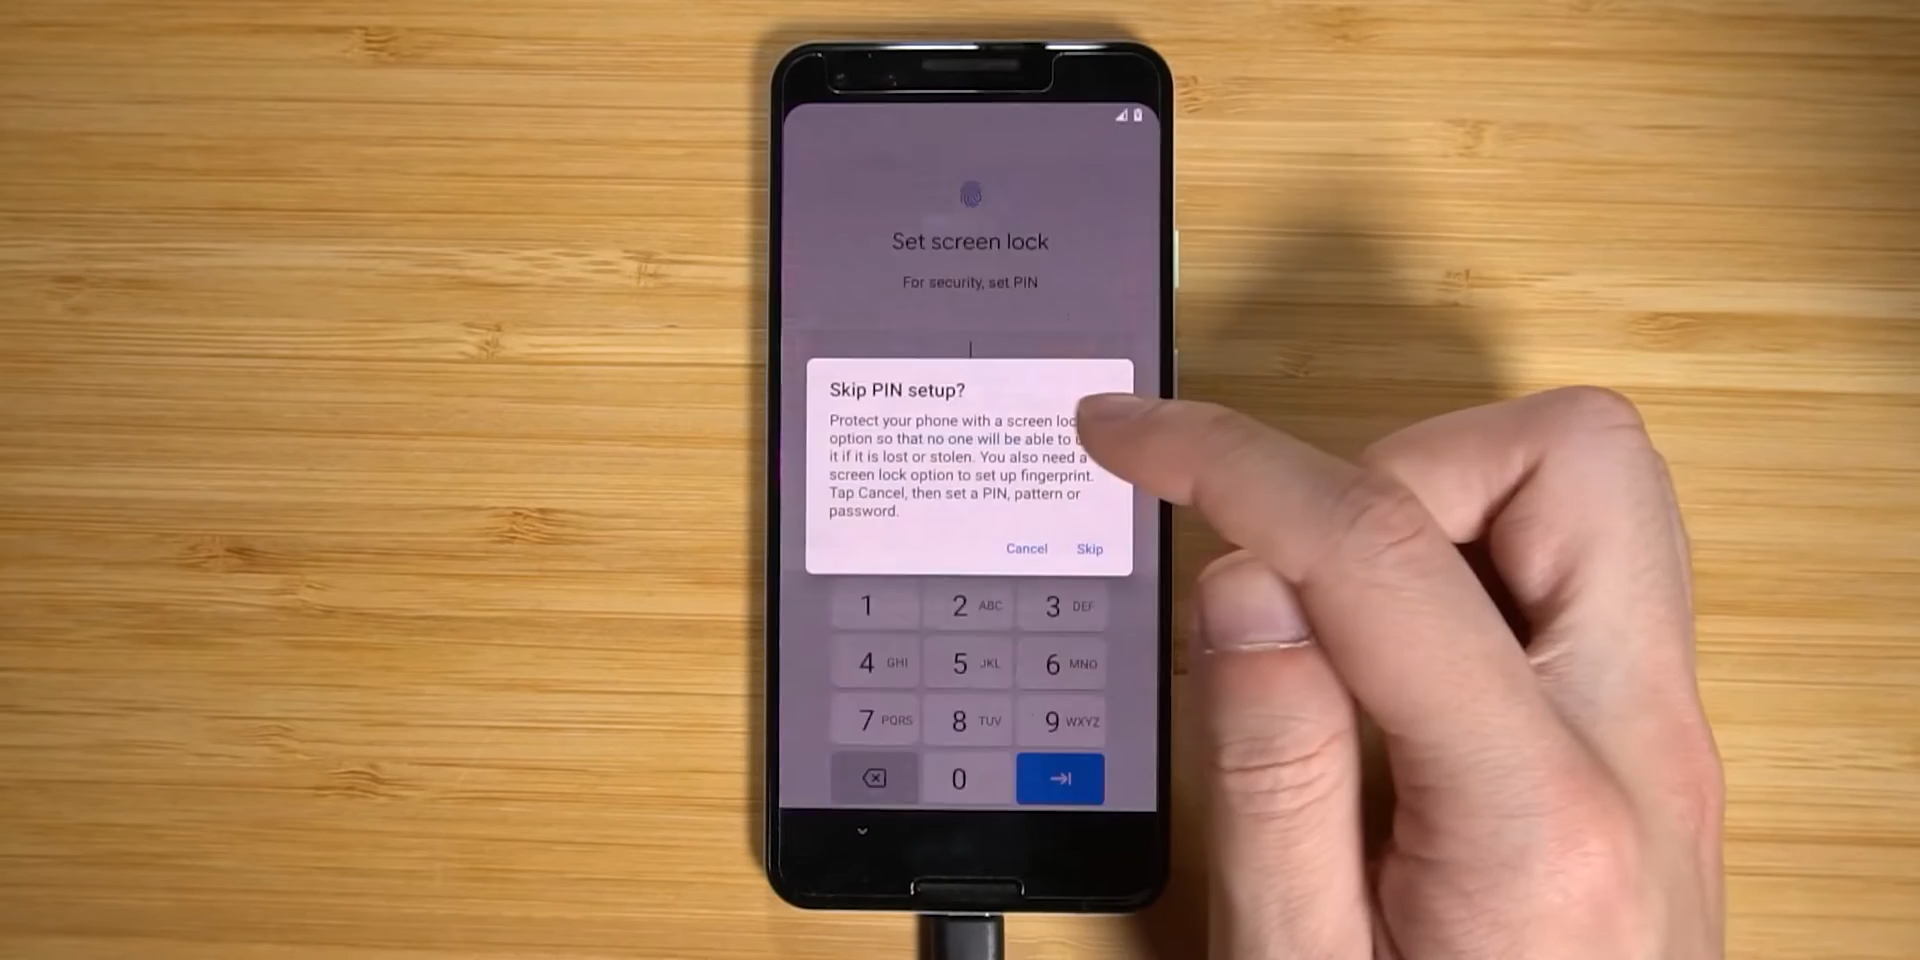 Set screen lock
For security, set PIN
Skip PIN setup?
Protect your phone with a screen
option so that no one will be able to
it if it is lost or stolen. You also need a
screen lock option to set up fingerprint.
Tap Cancel, then set a PIN, pattern or
password.
Cancel Skip
1 2 ABC 3 DEF
4 GHI 5 JKL 6 MNO
7 PQRS 8 TUV 9 WXYZ
0